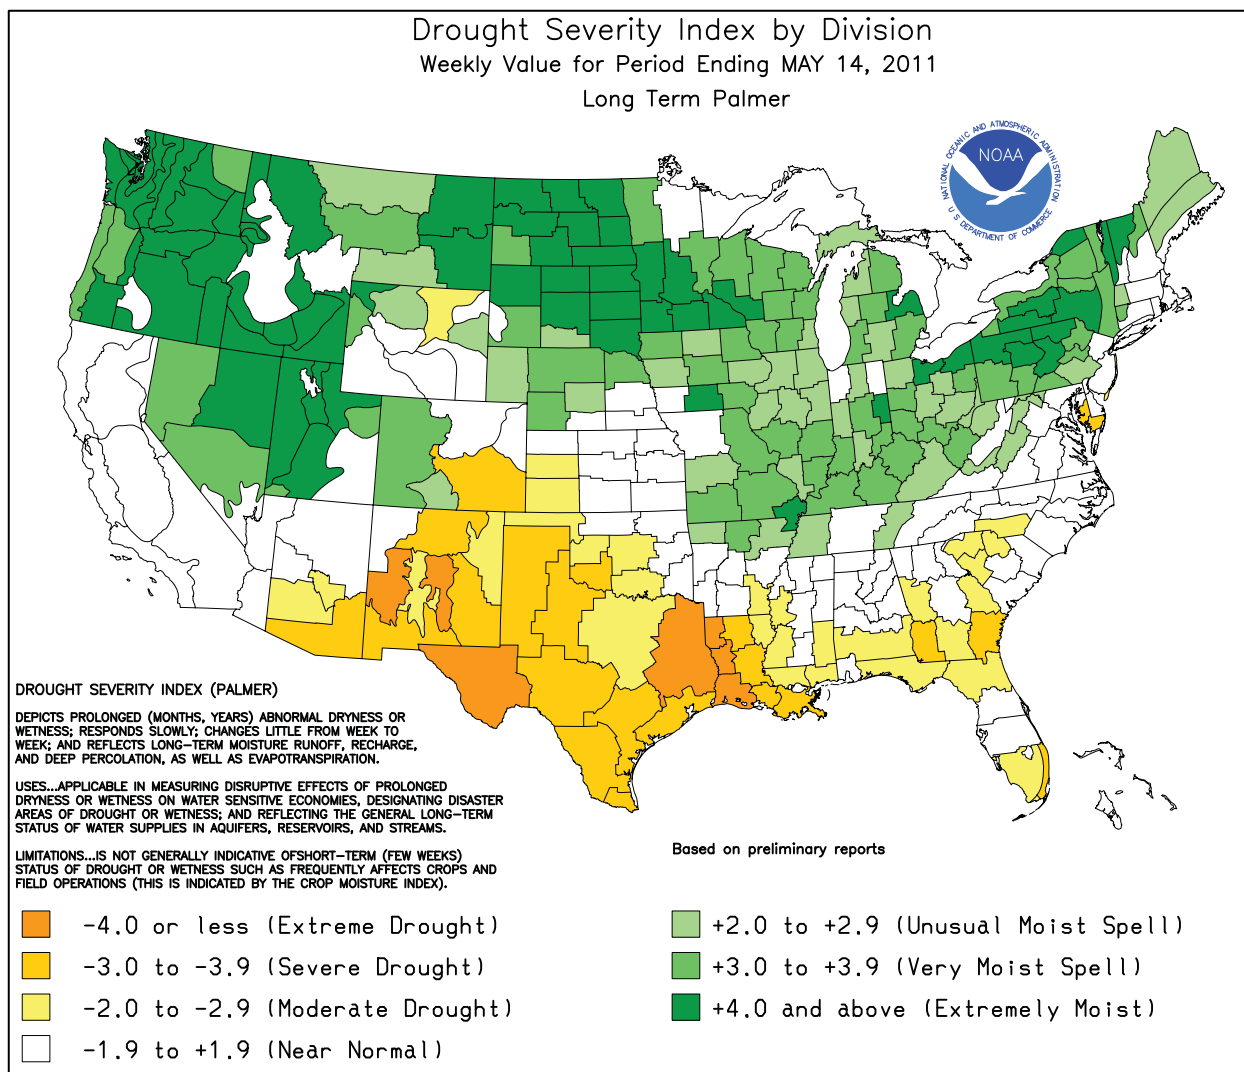 Drought Severity Index by Division
Weekly Value for Period Ending MAY 14, 2011
Long Term Palmer
NATIONAL OCEANIC AND ATMOSPHERIC ADMINISTRATION
NOAA
U S DEPARTMENT OF COMMERCE
DROUGHT SEVERITY INDEX (PALMER)
DEPICTS PROLONGED (MONTHS, YEARS) ABNORMAL DRYNESS OR
WETNESS; RESPONDS SLOWLY; CHANGES LITTLE FROM WEEK TO
WEEK; AND REFLECTS LONG-TERM MOISTURE RUNOFF, RECHARGE,
AND DEEP PERCOLATION, AS WELL AS EVAPOTRANSPIRATION.
USES...APPLICABLE IN MEASURING DISRUPTIVE EFFECTS OF PROLONGED
DRYNESS OR WETNESS ON WATER SENSITIVE ECONOMIES, DESIGNATING DISASTER
AREAS OF DROUGHT OR WETNESS; AND REFLECTING THE GENERAL LONG-TERM
STATUS OF WATER SUPPLIES IN AQUIFERS, RESERVOIRS, AND STREAMS.
LIMITATIONS...IS NOT GENERALLY INDICATIVE OFSHORT-TERM (FEW WEEKS)
STATUS OF DROUGHT OR WETNESS SUCH AS FREQUENTLY AFFECTS CROPS AND
FIELD OPERATIONS (THIS IS INDICATED BY THE CROP MOISTURE INDEX).
Based on preliminary reports
-4.0 or less (Extreme Drought)
-3.0 to -3.9 (Severe Drought)
-2.0 to -2.9 (Moderate Drought)
-1.9 to +1.9 (Near Normal)
+2.0 to +2.9 (Unusual Moist Spell)
+3.0 to +3.9 (Very Moist Spell)
+4.0 and above (Extremely Moist)